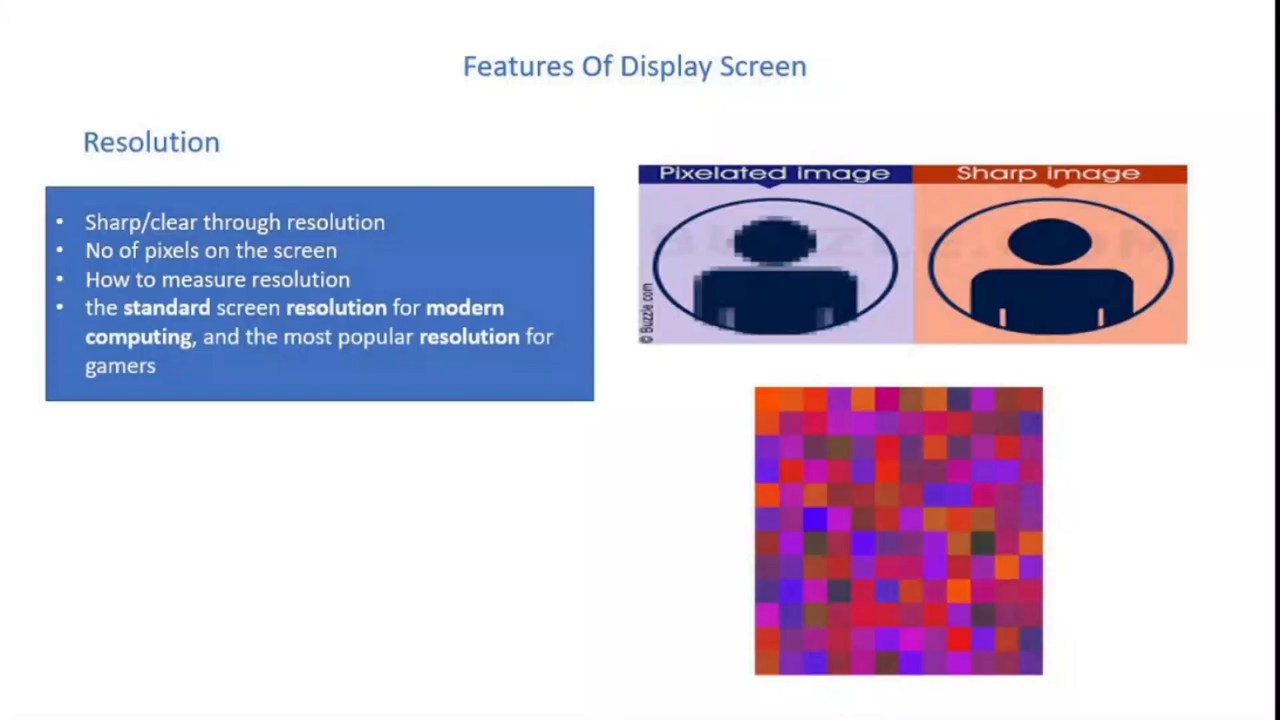 Features Of Display Screen
Resolution
• Sharp/clear through resolution
• No of pixels on the screen
• How to measure resolution
• the standard screen resolution for modern
computing, and the most popular resolution for
gamers
Pixelated image
Sharp image
© Buzzle.com